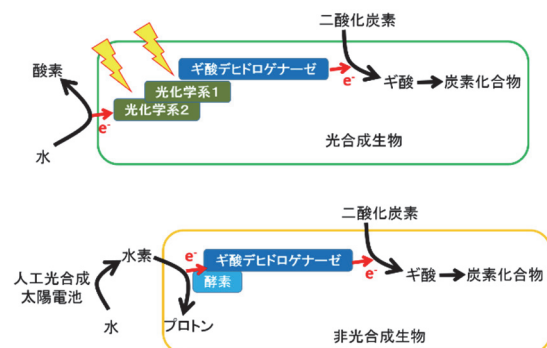 二酸化炭素
酸素
ギ酸デヒドロゲナーゼ
e-
ギ酸
炭素化合物
光化学系1
光化学系2
e-
水
光合成生物
二酸化炭素
水素
e-
ギ酸デヒドロゲナーゼ
e-
ギ酸
炭素化合物
人工光合成
太陽電池
酵素
水
プロトン
非光合成生物